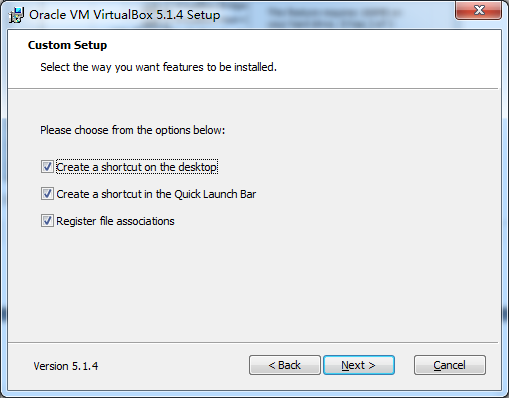 Oracle VM VirtualBox 5.1.4 Setup
Custom Setup
Select the way you want features to be installed.
Please choose from the options below:
Create a shortcut on the desktop
Create a shortcut in the Quick Launch Bar
Register file associations
Version 5.1.4
< Back
Next >
Cancel